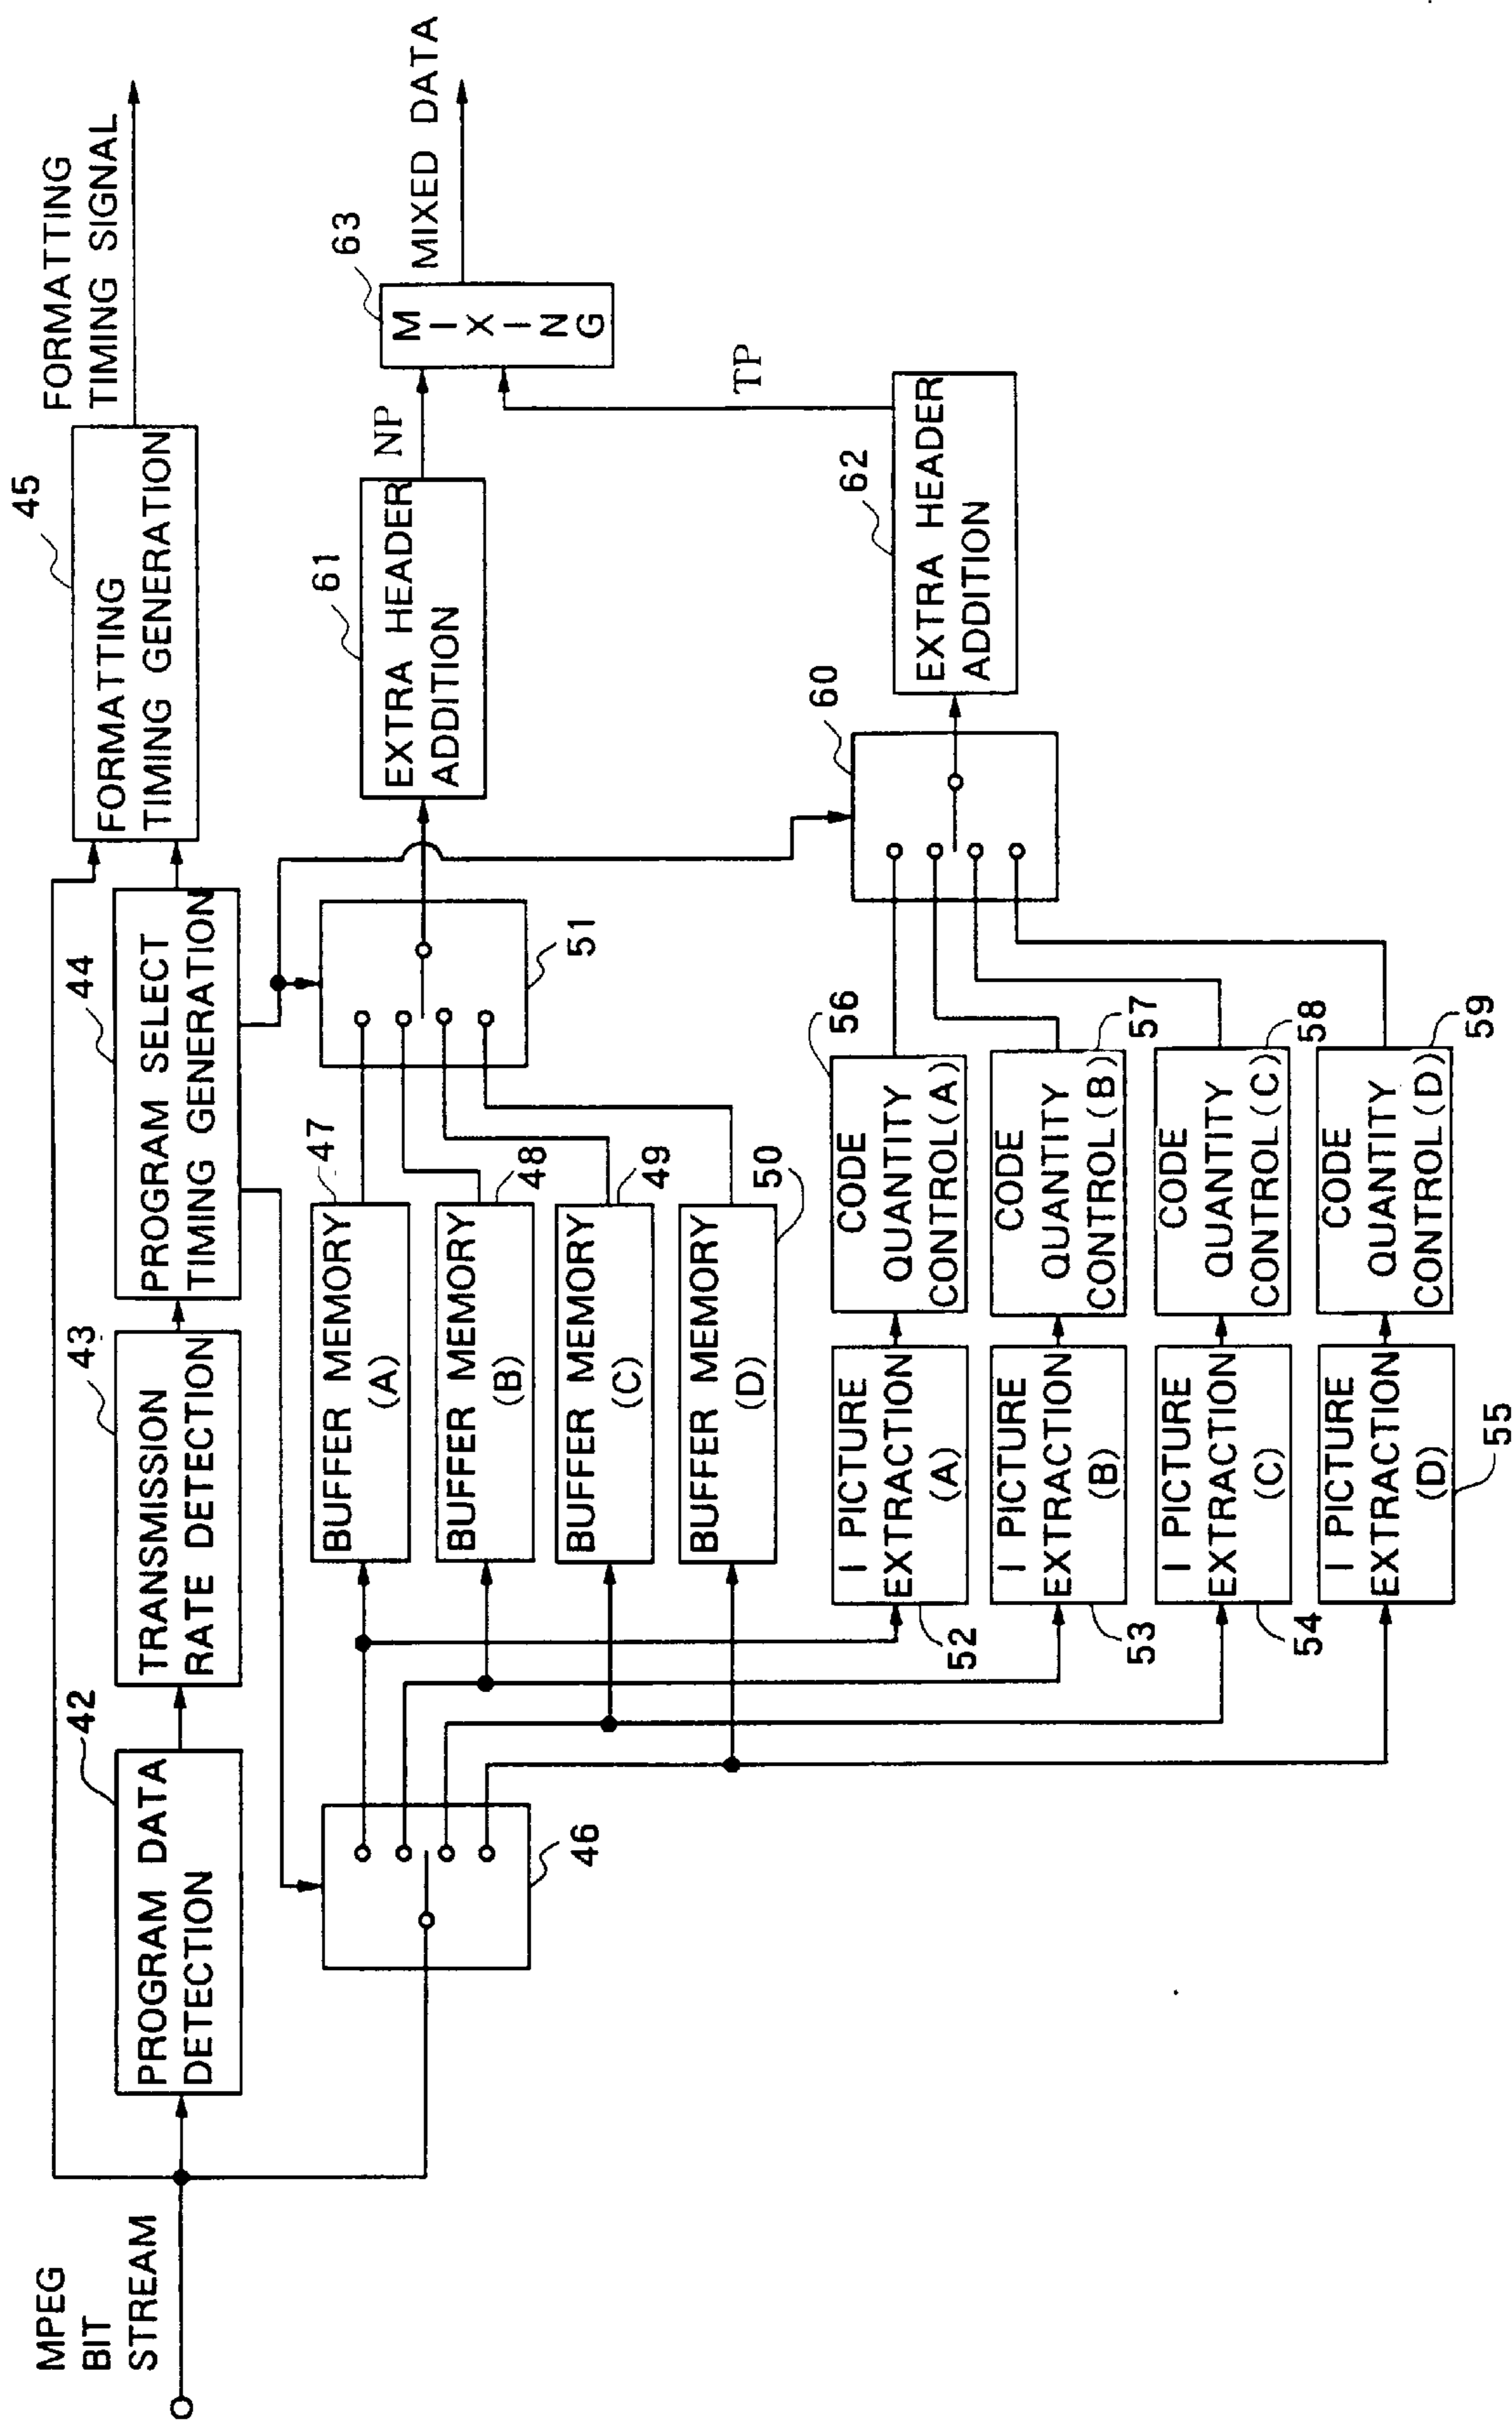 MPEG
BIT
STREAM
42
PROGRAM DATA
DETECTION
43
TRANSMISSION
RATE DETECTION
44
PROGRAM SELECT
TIMING GENERATION
45
FORMATTING
TIMING GENERATION
FORMATTING
TIMING SIGNAL
46
47
BUFFER MEMORY
(A)
48
BUFFER MEMORY
(B)
49
BUFFER MEMORY
(C)
50
BUFFER MEMORY
(D)
51
61
EXTRA HEADER
ADDITION
NP
63
MIXING
MIXED DATA
52
I PICTURE
EXTRACTION
(A)
53
I PICTURE
EXTRACTION
(B)
54
I PICTURE
EXTRACTION
(C)
55
I PICTURE
EXTRACTION
(D)
56
CODE
QUANTITY
CONTROL(A)
57
CODE
QUANTITY
CONTROL(B)
58
CODE
QUANTITY
CONTROL(C)
59
CODE
QUANTITY
CONTROL(D)
60
62
EXTRA HEADER
ADDITION
TP